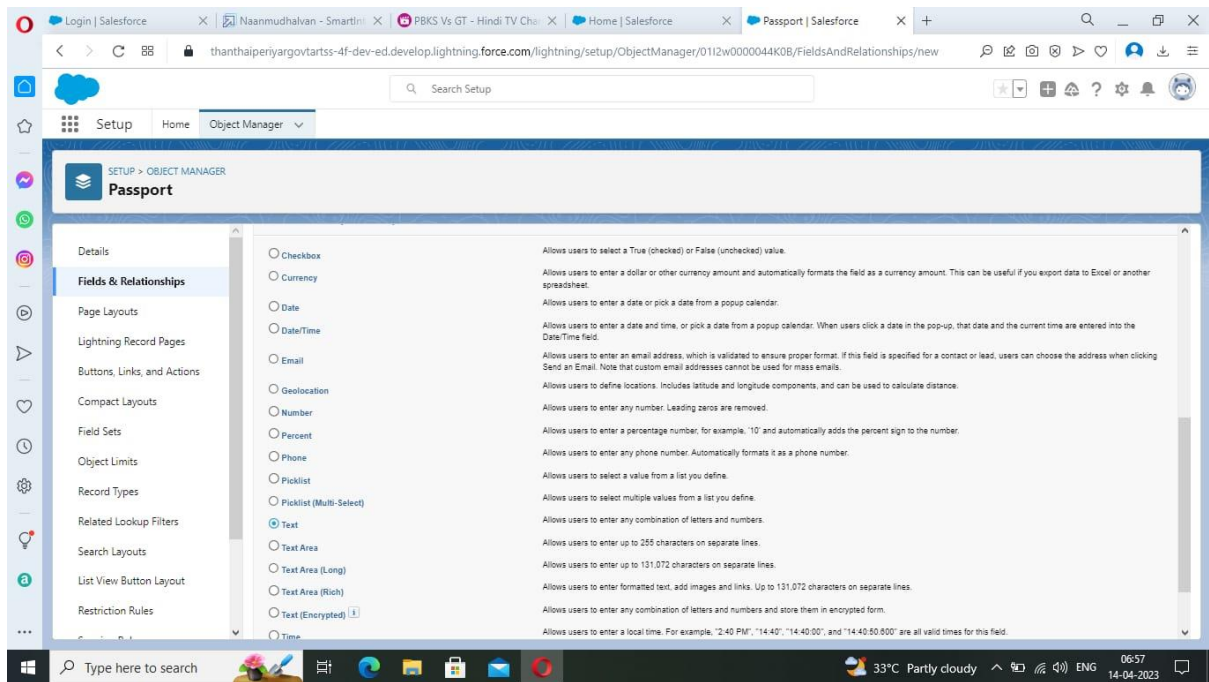 Login | Salesforce
Naanmudhalvan - SmartInt
PBKS Vs GT - Hindi TV Cha
Home | Salesforce
Passport | Salesforce
thanthaiperiyargovtartss-4f-dev-ed.develop.lightning.force.com/lightning/setup/ObjectManager/01I2w0000044K0B/FieldsAndRelationships/new
Search Setup
Setup
Home
Object Manager
SETUP > OBJECT MANAGER
Passport
Details
Fields & Relationships
Page Layouts
Lightning Record Pages
Buttons, Links, and Actions
Compact Layouts
Field Sets
Object Limits
Record Types
Related Lookup Filters
Search Layouts
List View Button Layout
Restriction Rules
Checkbox Allows users to select a True (checked) or False (unchecked) value.
Currency Allows users to enter a dollar or other currency amount and automatically formats the field as a currency amount. This can be useful if you export data to Excel or another
spreadsheet.
Date Allows users to enter a date or pick a date from a popup calendar.
Date/Time Allows users to enter a date and time, or pick a date from a popup calendar. When users click a date in the pop-up, that date and the current time are entered into the
Date/Time field.
Email Allows users to enter an email address, which is validated to ensure proper format. If this field is specified for a contact or lead, users can choose the address when clicking
Send an Email. Note that custom email addresses cannot be used for mass emails.
Geolocation Allows users to define locations. Includes latitude and longitude components, and can be used to calculate distance.
Number Allows users to enter any number. Leading zeros are removed.
Percent Allows users to enter a percentage number, for example, '10' and automatically adds the percent sign to the number.
Phone Allows users to enter any phone number. Automatically formats it as a phone number.
Picklist Allows users to select a value from a list you define.
Picklist (Multi-Select) Allows users to select multiple values from a list you define.
Text Allows users to enter any combination of letters and numbers.
Text Area Allows users to enter up to 255 characters on separate lines.
Text Area (Long) Allows users to enter up to 131,072 characters on separate lines.
Text Area (Rich) Allows users to enter formatted text, add images and links. Up to 131,072 characters on separate lines.
Text (Encrypted) i Allows users to enter any combination of letters and numbers and store them in encrypted form.
Time Allows users to enter a local time. For example, "2:40 PM", "14:40", "14:40:00", and "14:40:50.600" are all valid times for this field.
Type here to search
33°C Partly cloudy
ENG
06:57
14-04-2023